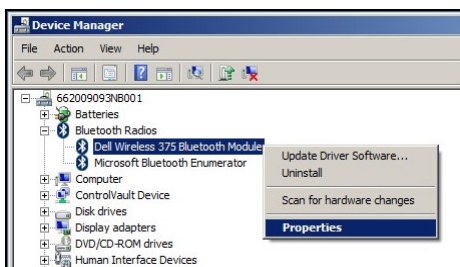 Device Manager
File Action View Help
662009093NB001
Batteries
Bluetooth Radios
Dell Wireless 375 Bluetooth Module
Microsoft Bluetooth Enumerator
Computer
ControlVault Device
Disk drives
Display adapters
DVD/CD-ROM drives
Human Interface Devices
Update Driver Software...
Uninstall
Scan for hardware changes
Properties